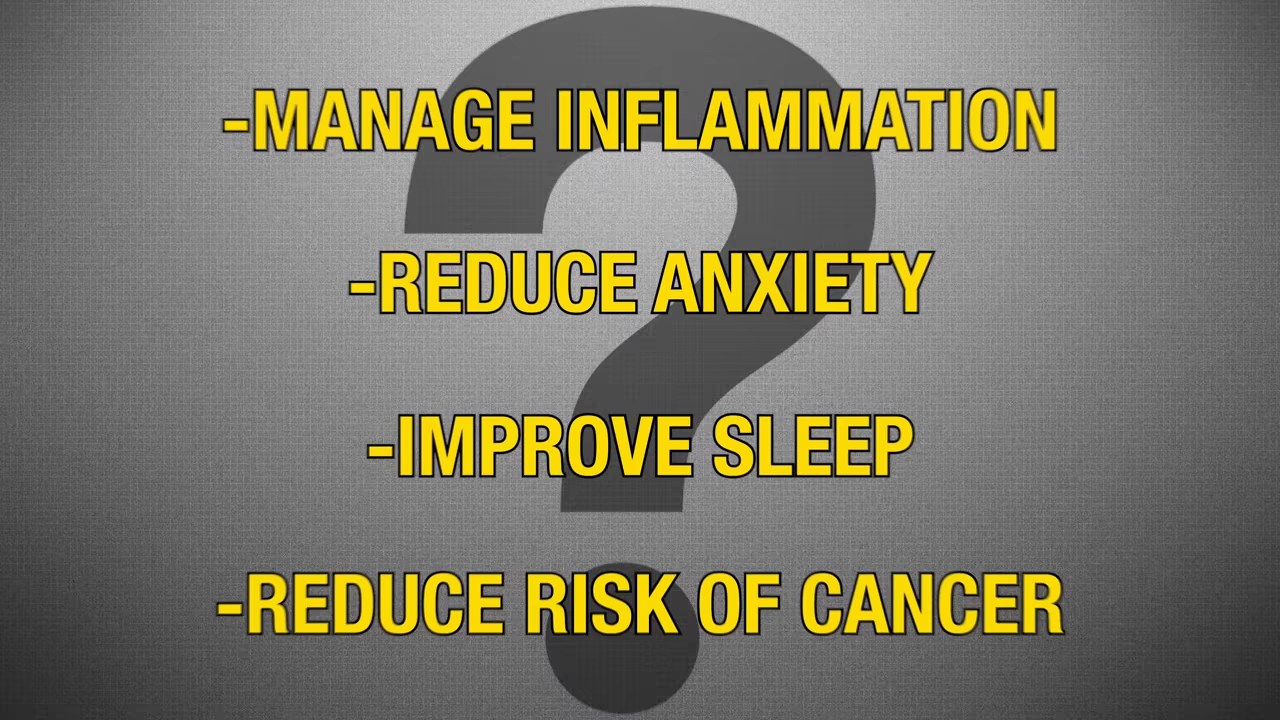 -MANAGE INFLAMMATION
-REDUCE ANXIETY
-IMPROVE SLEEP
-REDUCE RISK OF CANCER